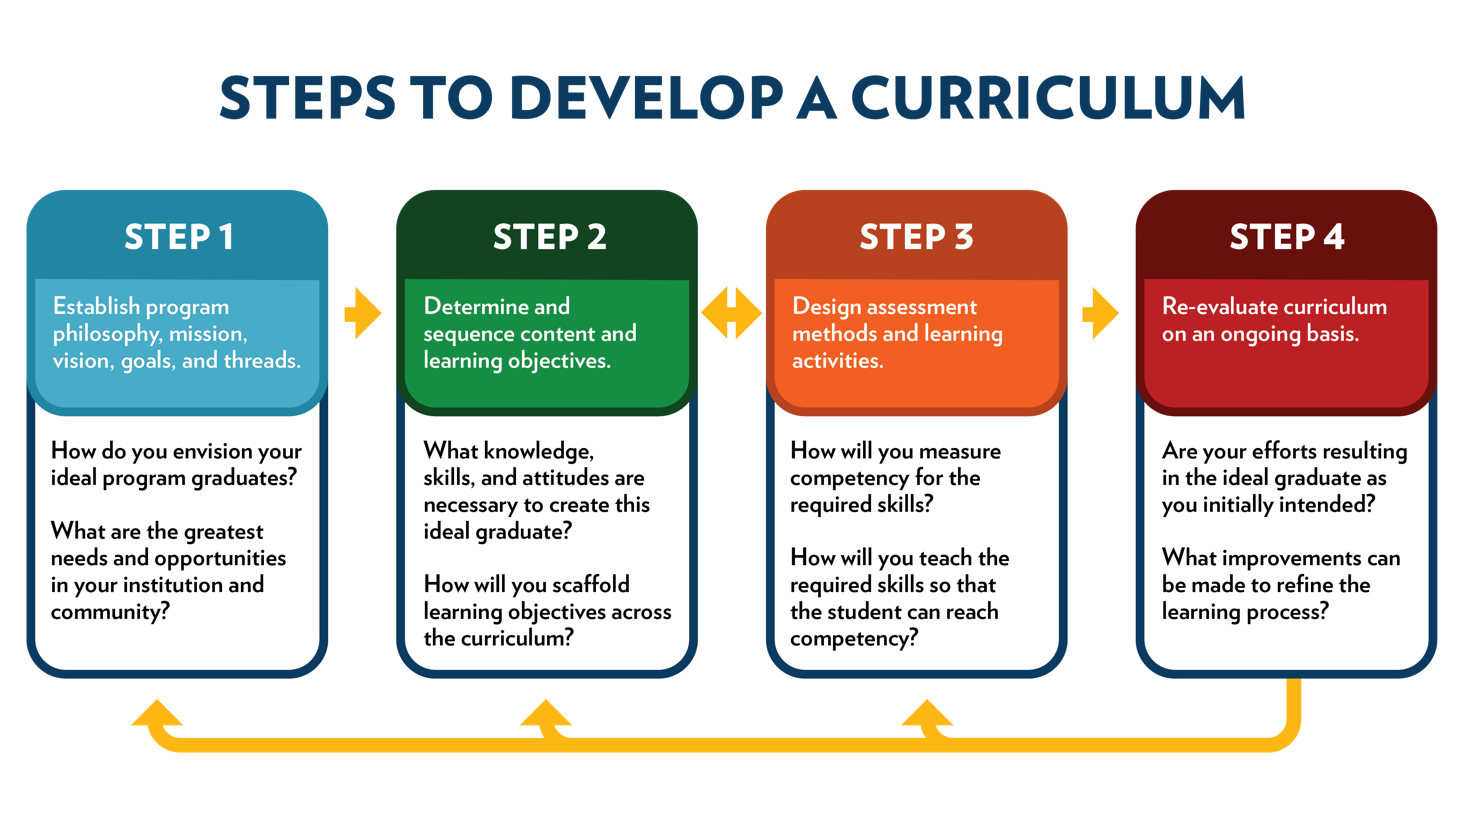 STEPS TO DEVELOP A CURRICULUM
STEP 1
Establish program
philosophy, mission,
vision, goals, and threads.
How do you envision your
ideal program graduates?
What are the greatest
needs and opportunities
in your institution and
community?
STEP 2
Determine and
sequence content and
learning objectives.
What knowledge,
skills, and attitudes are
necessary to create this
ideal graduate?
How will you scaffold
learning objectives across
the curriculum?
STEP 3
Design assessment
methods and learning
activities.
How will you measure
competency for the
required skills?
How will you teach the
required skills so that
the student can reach
competency?
STEP 4
Re-evaluate curriculum
on an ongoing basis.
Are your efforts resulting
in the ideal graduate as
you initially intended?
What improvements can
be made to refine the
learning process?